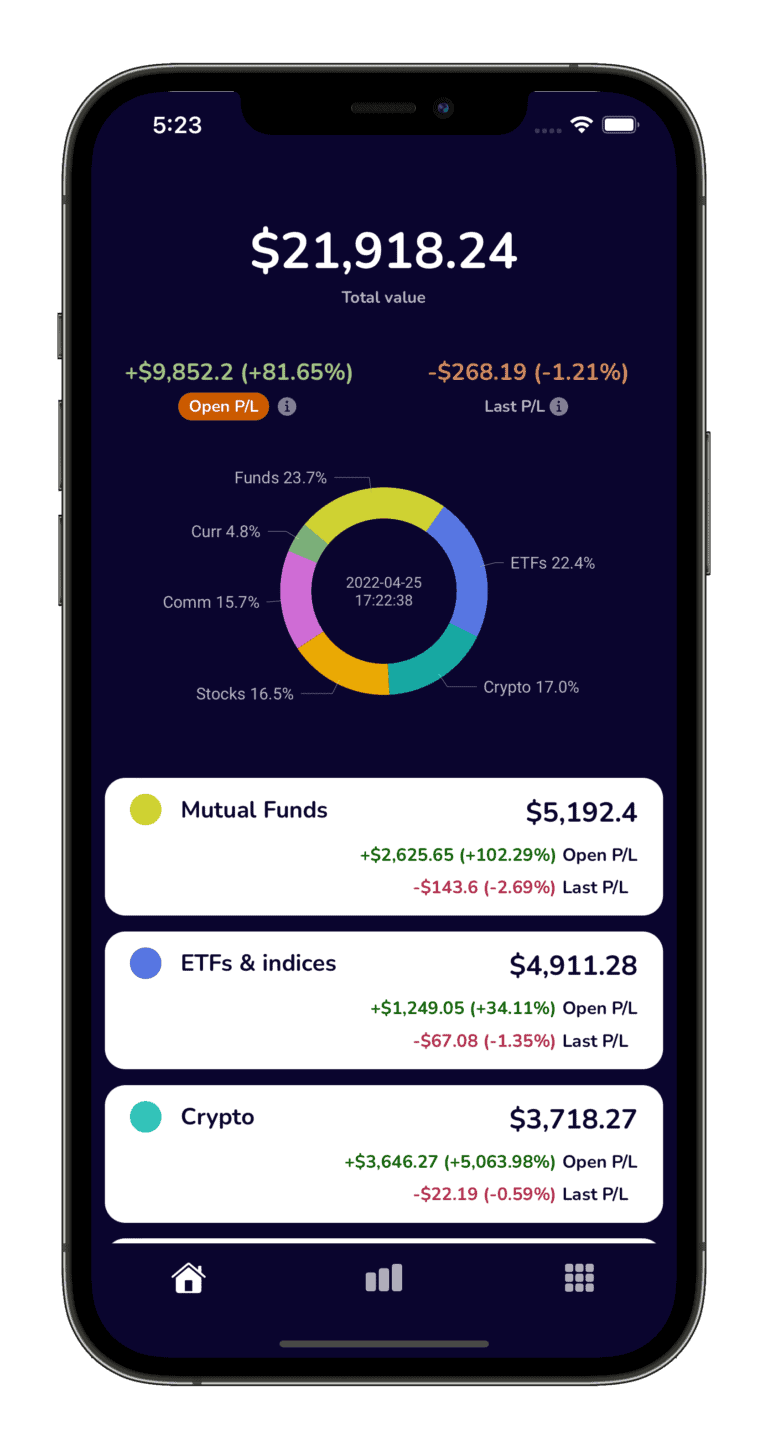 5:23
$21,918.24
Total value
+$9,852.2 (+81.65%)
-$268.19 (-1.21%)
Open P/L
Last P/L
Funds 23.7%
Curr 4.8%
ETFs 22.4%
2022-04-25
17:22:38
Comm 15.7%
Stocks 16.5%
Crypto 17.0%
Mutual Funds $5,192.4
+$2,625.65 (+102.29%) Open P/L
-$143.6 (-2.69%) Last P/L
ETFs & indices $4,911.28
+$1,249.05 (+34.11%) Open P/L
-$67.08 (-1.35%) Last P/L
Crypto $3,718.27
+$3,646.27 (+5,063.98%) Open P/L
-$22.19 (-0.59%) Last P/L